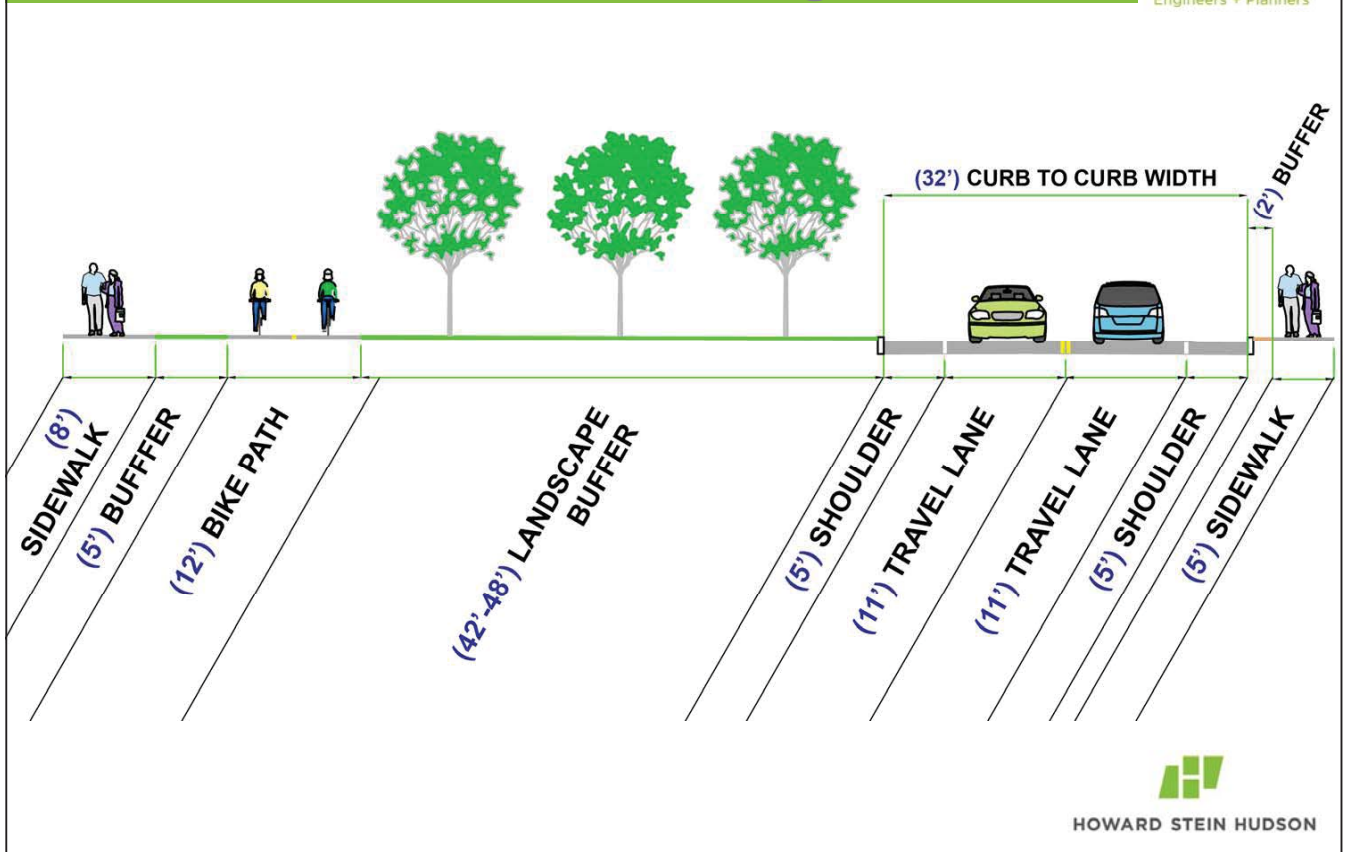 Engineers + Planners
(2') BUFFER
(32') CURB TO CURB WIDTH
(8')
SIDEWALK
(5') BUFFFER
(12') BIKE PATH
(42'-48') LANDSCAPE
BUFFER
(5') SHOULDER
(11') TRAVEL LANE
(11') TRAVEL LANE
(5') SHOULDER
(5') SIDEWALK
HOWARD STEIN HUDSON